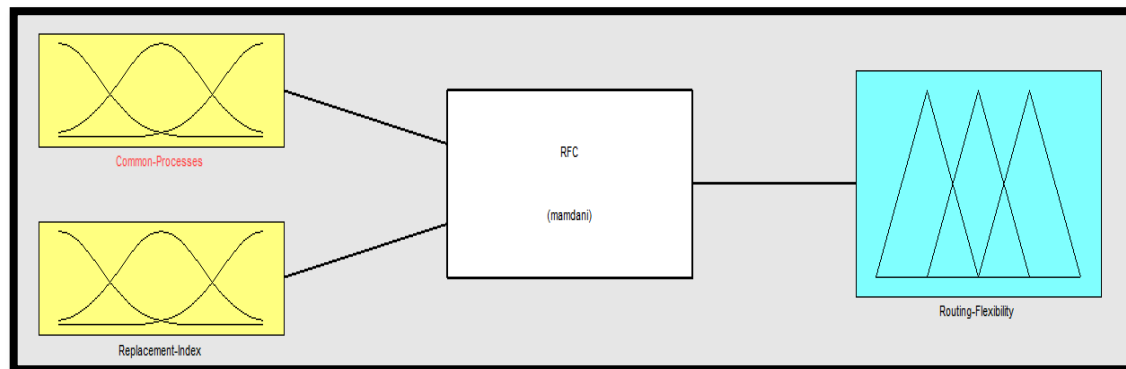 Common-Processes
RFC
(mamdani)
Replacement-Index
Routing-Flexibility